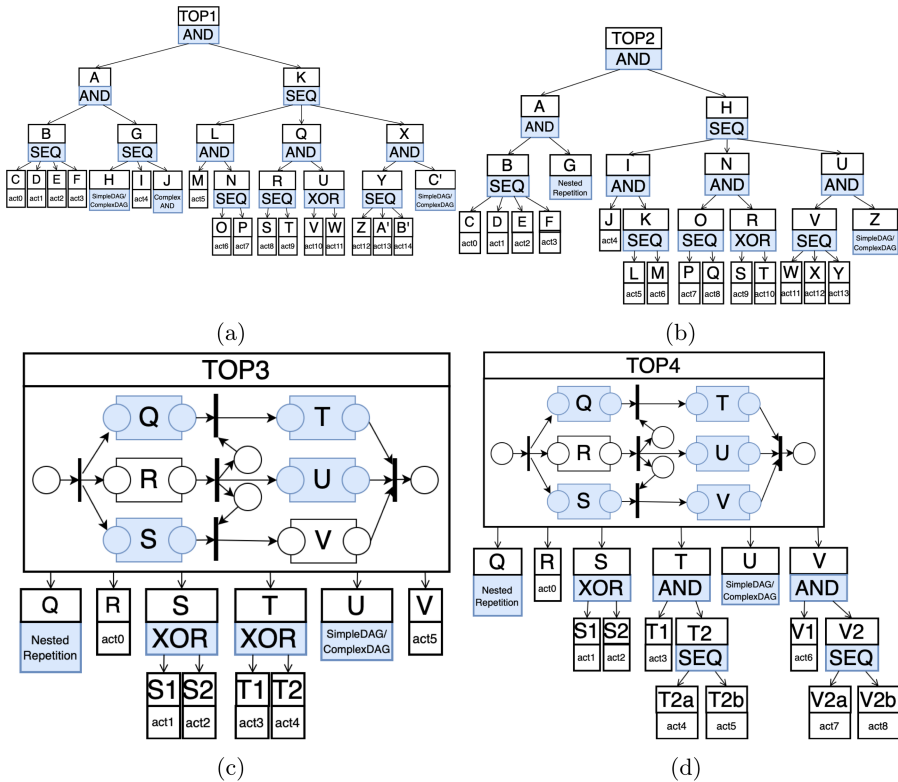 TOP1
AND
A
AND
K
SEQ
B
SEQ
G
SEQ
L
AND
Q
AND
X
AND
C
act0
D
act1
E
act2
F
act3
H
SimpleDAG/
ComplexDAG
I
act4
J
Complex
AND
M
act5
N
SEQ
R
SEQ
U
XOR
Y
SEQ
C'
SimpleDAG/
ComplexDAG
O
act6
P
act7
S
act8
T
act9
V
act10
W
act11
Z
act12
A'
act13
B'
act14
(a)
TOP2
AND
A
AND
H
SEQ
B
SEQ
G
Nested
Repetition
I
AND
N
AND
U
AND
C
act0
D
act1
E
act2
F
act3
J
act4
K
SEQ
O
SEQ
R
XOR
V
SEQ
Z
SimpleDAG/
ComplexDAG
L
act5
M
act6
P
act7
Q
act8
S
act9
T
act10
W
act11
X
act12
Y
act13
(b)
TOP3
Q
T
R
U
S
V
Q
Nested
Repetition
R
act0
S
XOR
T
XOR
U
SimpleDAG/
ComplexDAG
V
act5
S1
act1
S2
act2
T1
act3
T2
act4
(c)
TOP4
Q
T
R
U
S
V
Q
Nested
Repetition
R
act0
S
XOR
T
AND
U
SimpleDAG/
ComplexDAG
V
AND
S1
act1
S2
act2
T1
act3
T2
SEQ
V1
act6
V2
SEQ
T2a
act4
T2b
act5
V2a
act7
V2b
act8
(d)